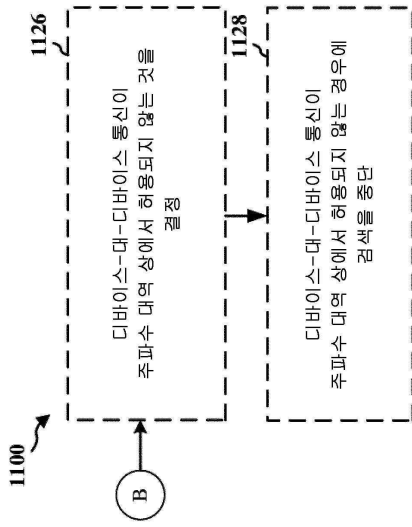 1100
1126
디바이스-대-디바이스 통신이
주파수 대역 상에서 허용되지 않는 것을
결정
B
1128
디바이스-대-디바이스 통신이
주파수 대역 상에서 허용되지 않는 경우에
검색을 중단